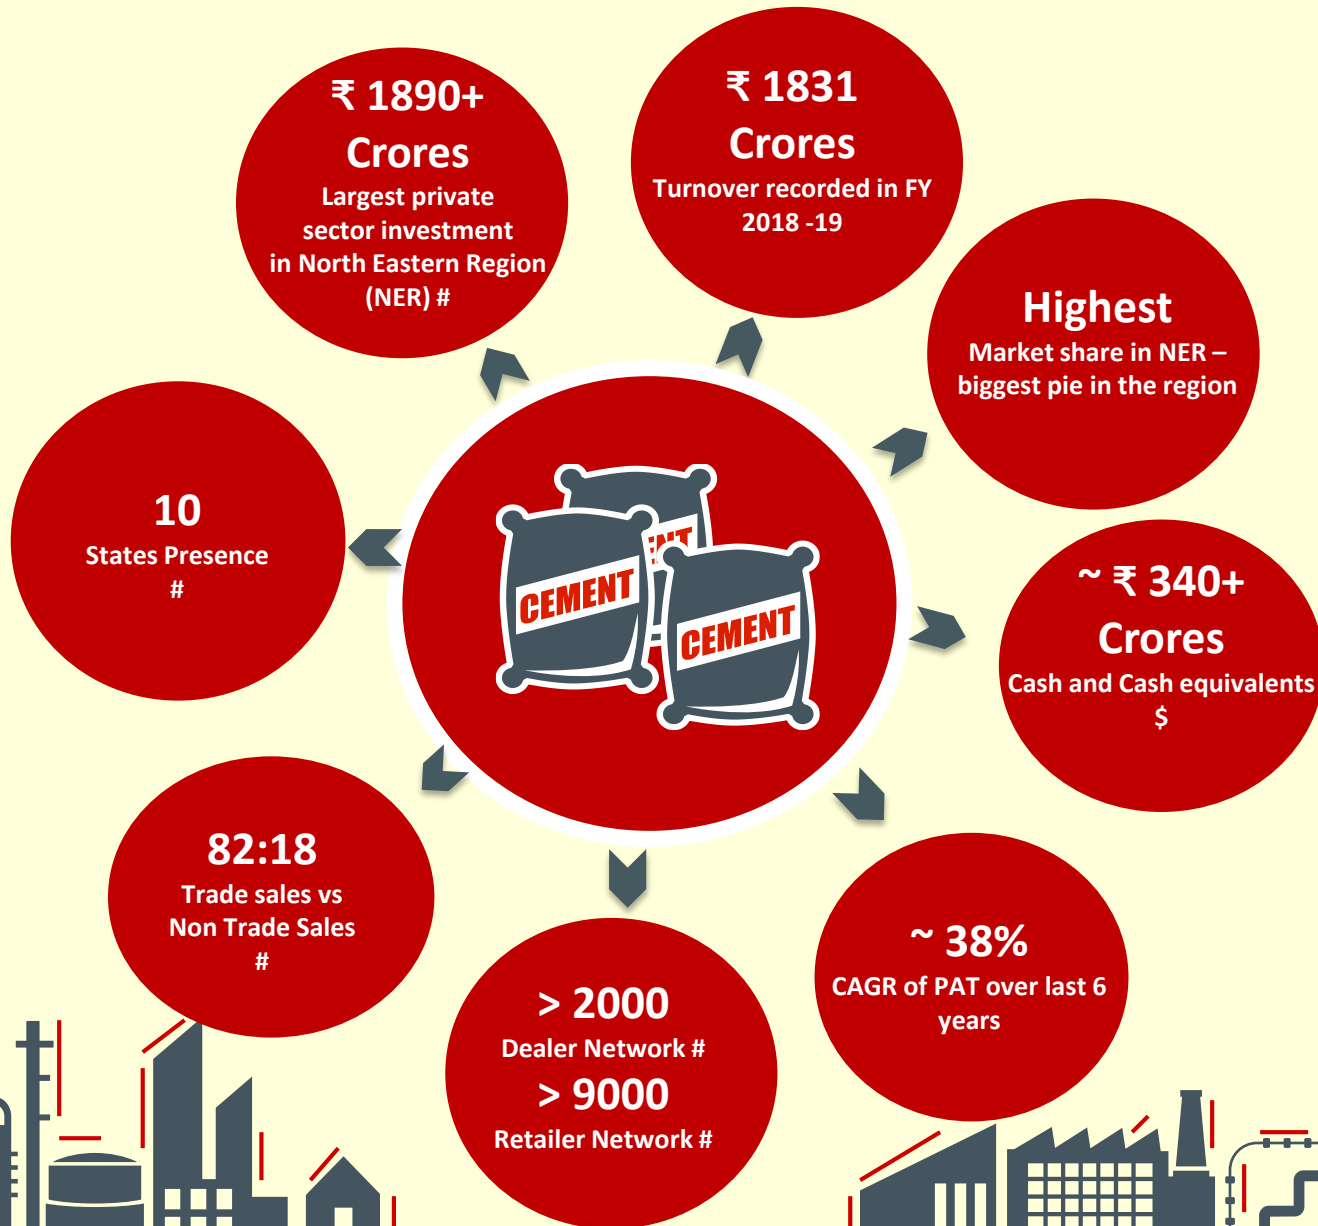 ₹ 1890+
Crores
Largest private
sector investment
in North Eastern Region
(NER) #
₹ 1831
Crores
Turnover recorded in FY
2018 -19
Highest
Market share in NER –
biggest pie in the region
~ ₹ 340+
Crores
Cash and Cash equivalents
$
~ 38%
CAGR of PAT over last 6
years
> 2000
Dealer Network #
> 9000
Retailer Network #
82:18
Trade sales vs
Non Trade Sales
#
10
States Presence
#
CEMENT
ENT
CEMENT